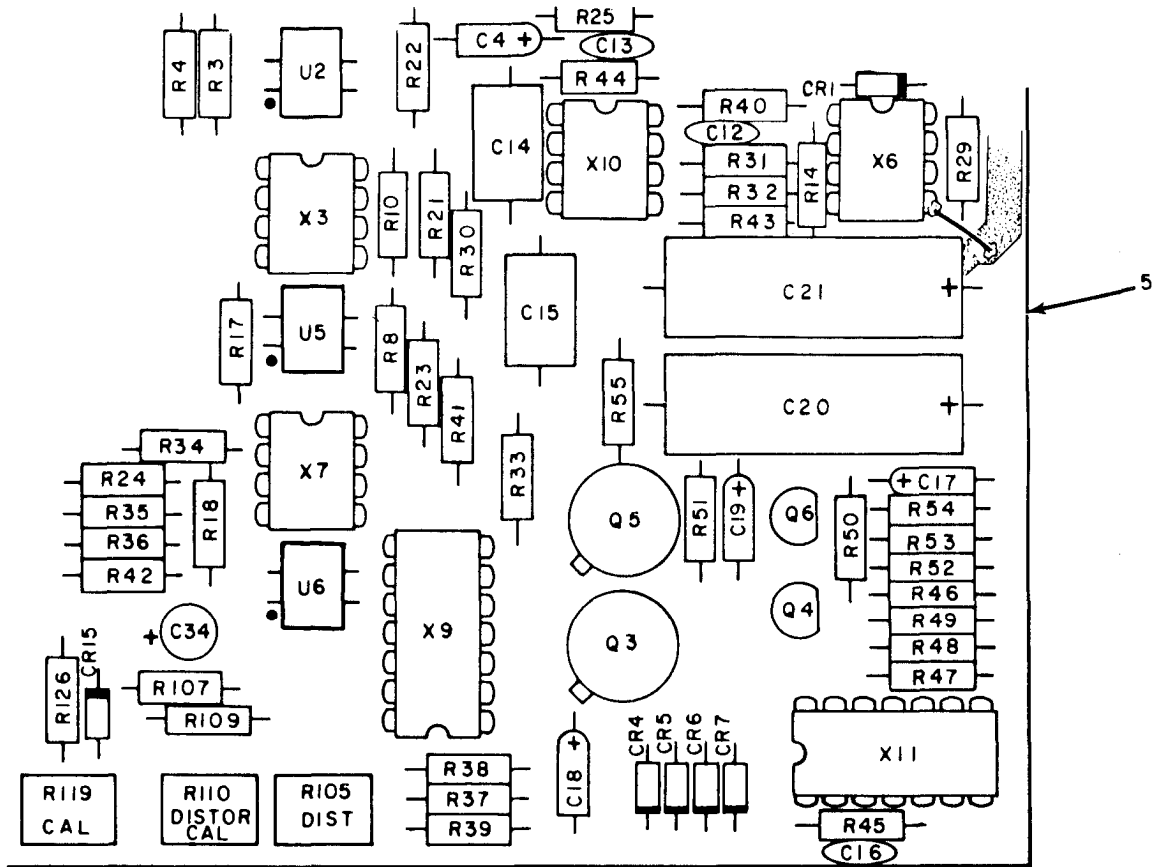 R25
C4 +
C13
R4
R3
U2
R22
R44
CR1
R40
C12
C14
X10
R31
R14
X6
R29
R32
R43
X3
R10
R21
R30
C21 +
5
C15
R17
U5
R8
R23
R41
R55
C20 +
R34
R24
X7
R33
R18
R35
R36
R42
+ C17
R54
R53
R52
R46
R49
R48
R47
Q5
R51
C19 +
Q6
R50
U6
Q4
+ C34
X9
Q3
R126
CR15
R107
R109
CR4
CR5
CR6
CR7
C18 +
X11
R38
R37
R39
R119
CAL
R110
DISTOR
CAL
R105
DIST
R45
C16